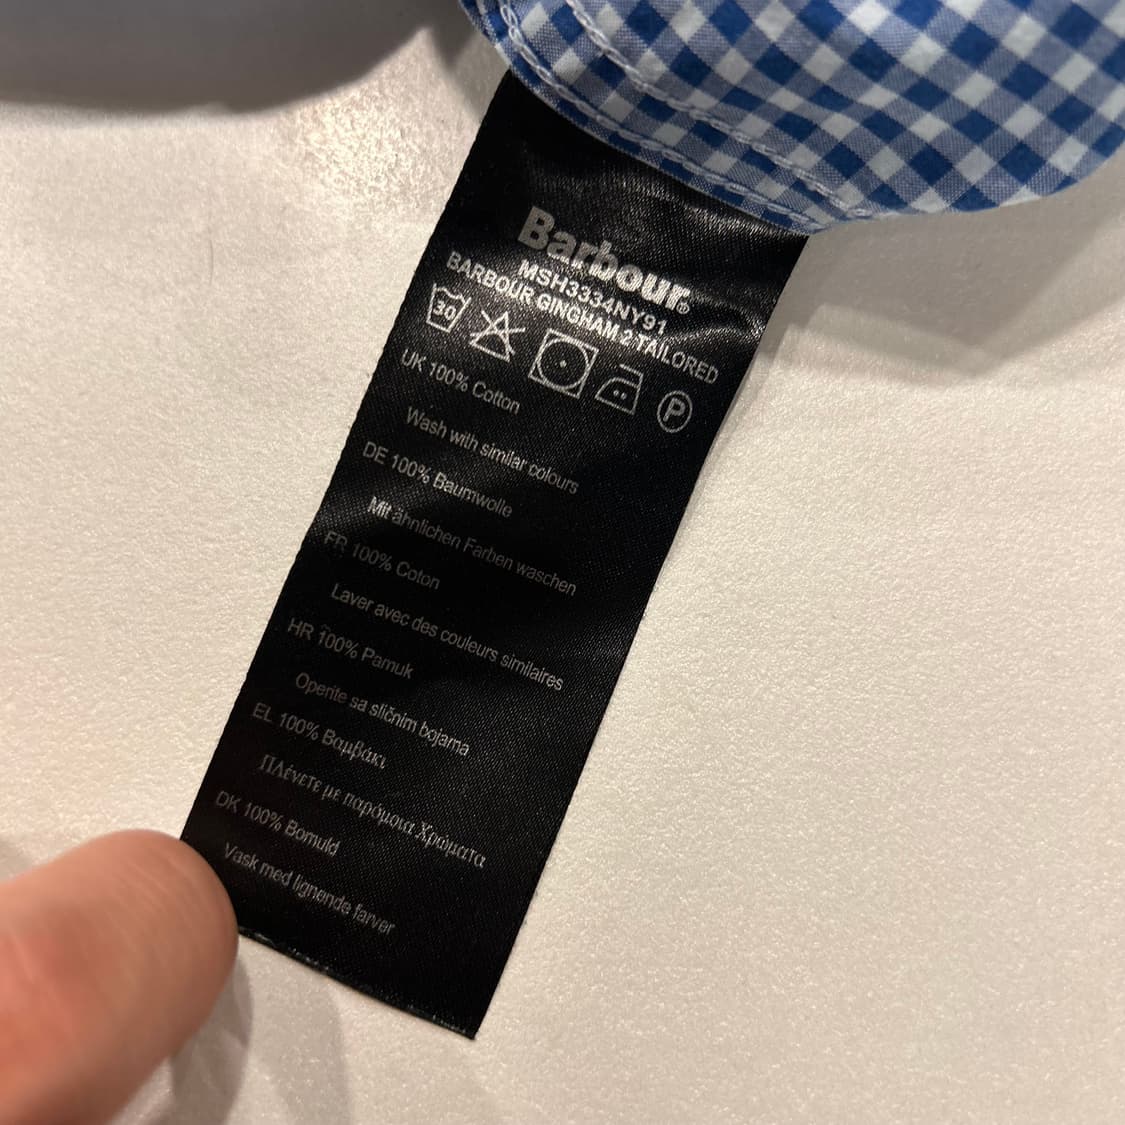 Barbour®
MSH3334NY91
BARBOUR GINGHAM 2 TAILORED
30
P
UK 100% Cotton
Wash with similar colours
DE 100% Baumwolle
Mit ähnlichen Farben waschen
FR 100% Coton
Laver avec des couleurs similaires
HR 100% Pamuk
Operite sa sličnim bojama
EL 100% Βαμβάκι
Πλένετε με παρόμοια Χρώματα
DK 100% Bomuld
Vask med lignende farver